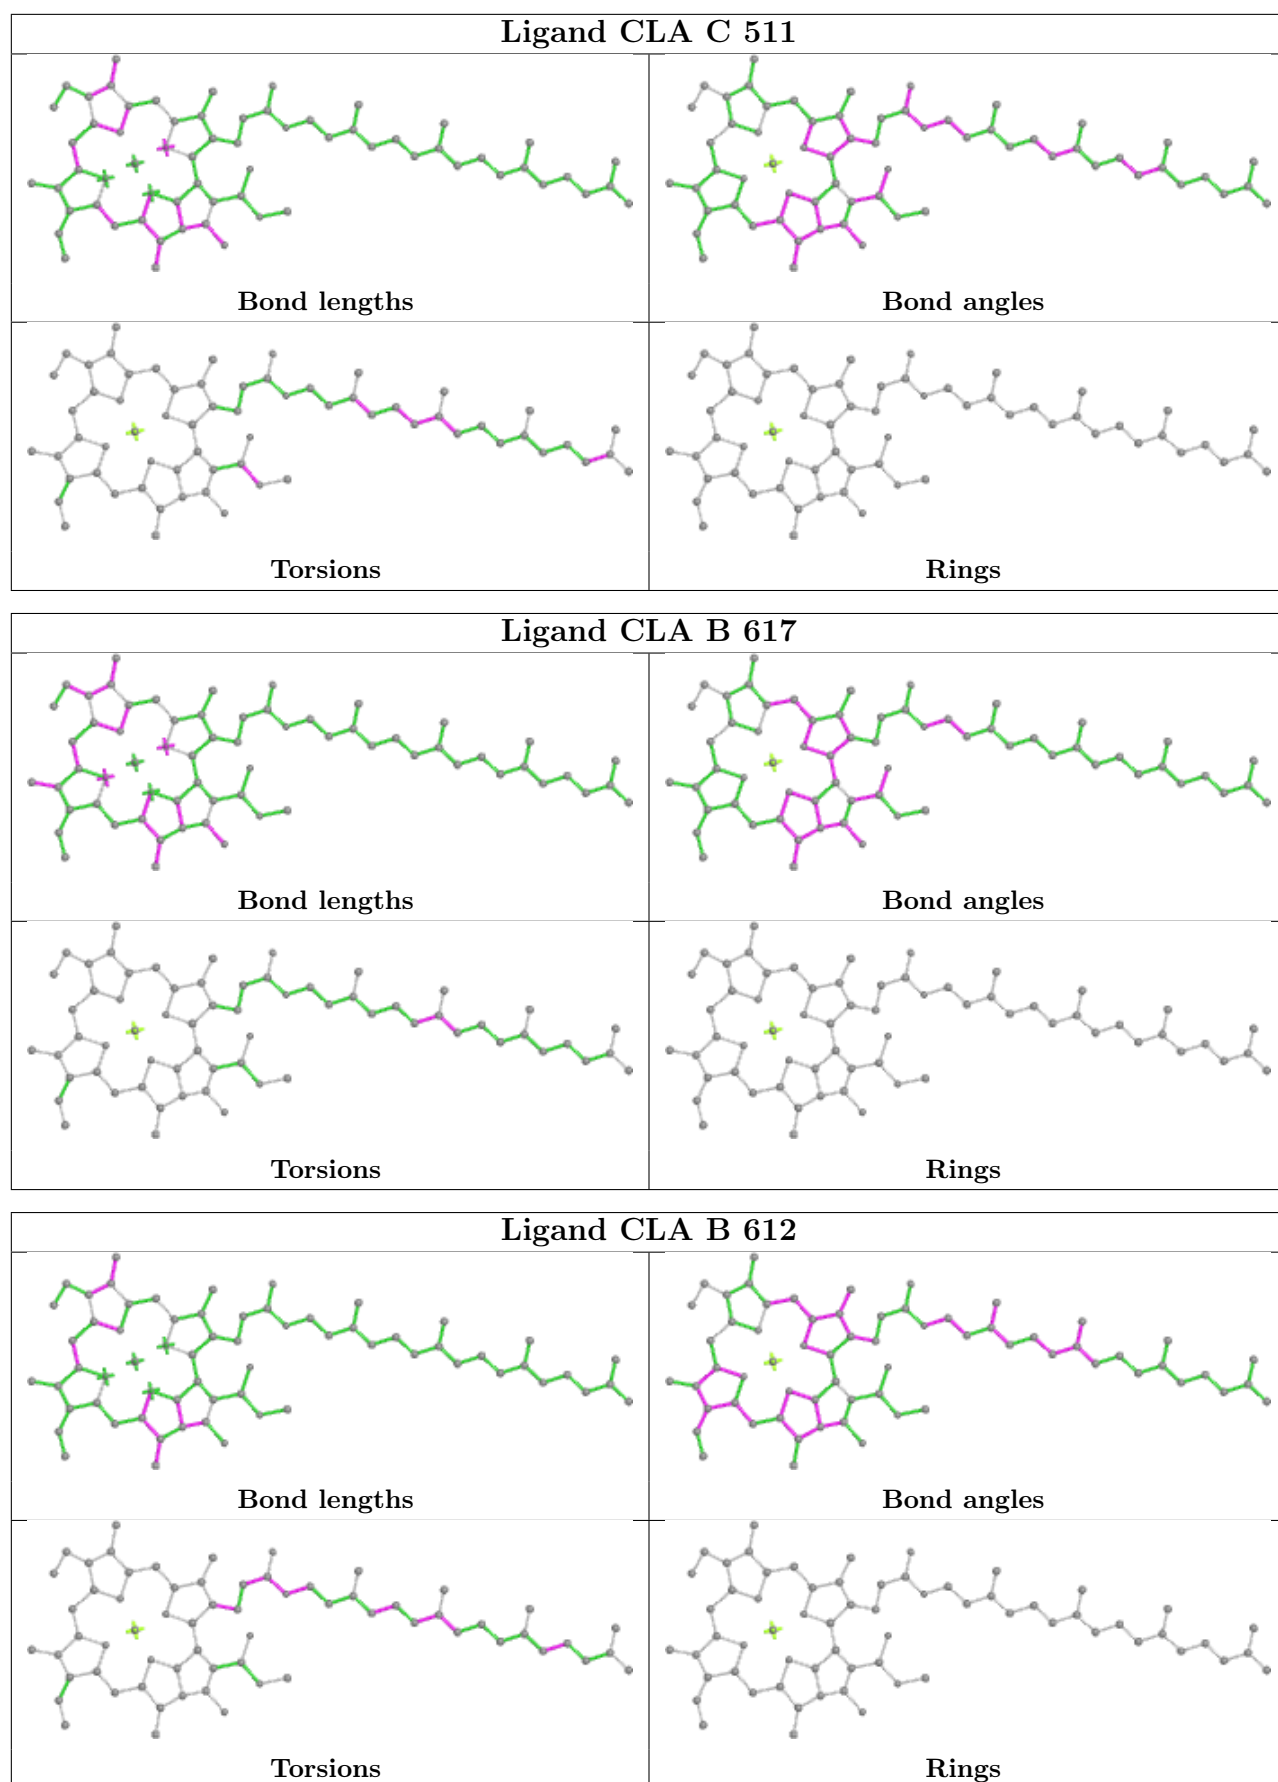 Ligand CLA C 511
Bond lengths
Bond angles
Torsions
Rings
Ligand CLA B 617
Bond lengths
Bond angles
Torsions
Rings
Ligand CLA B 612
Bond lengths
Bond angles
Torsions
Rings